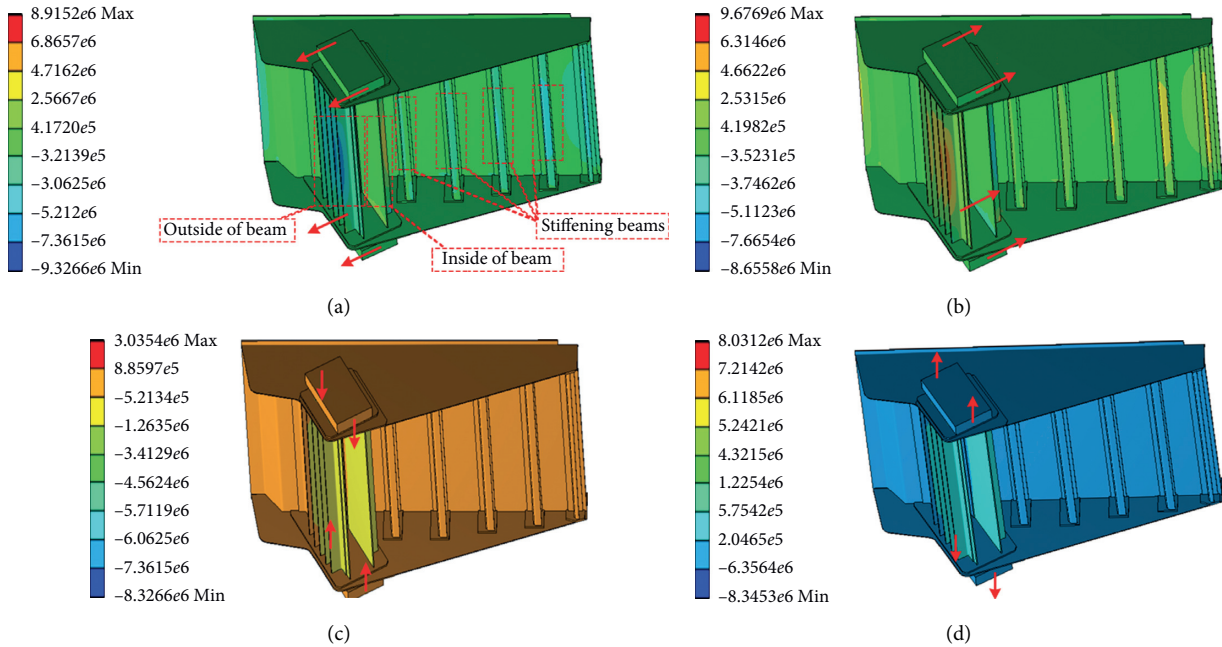 8.9152e6 Max
6.8657e6
4.7162e6
2.5667e6
4.1720e5
–3.2139e5
–3.0625e6
–5.212e6
–7.3615e6
–9.3266e6 Min
Outside of beam
Inside of beam
Stiffening beams
(a)
9.6769e6 Max
6.3146e6
4.6622e6
2.5315e6
4.1982e5
–3.5231e5
–3.7462e6
–5.1123e6
–7.6654e6
–8.6558e6 Min
(b)
3.0354e6 Max
8.8597e5
–5.2134e5
–1.2635e6
–3.4129e6
–4.5624e6
–5.7119e6
–6.0625e6
–7.3615e6
–8.3266e6 Min
(c)
8.0312e6 Max
7.2142e6
6.1185e6
5.2421e6
4.3215e6
1.2254e6
5.7542e5
2.0465e5
–6.3564e6
–8.3453e6 Min
(d)